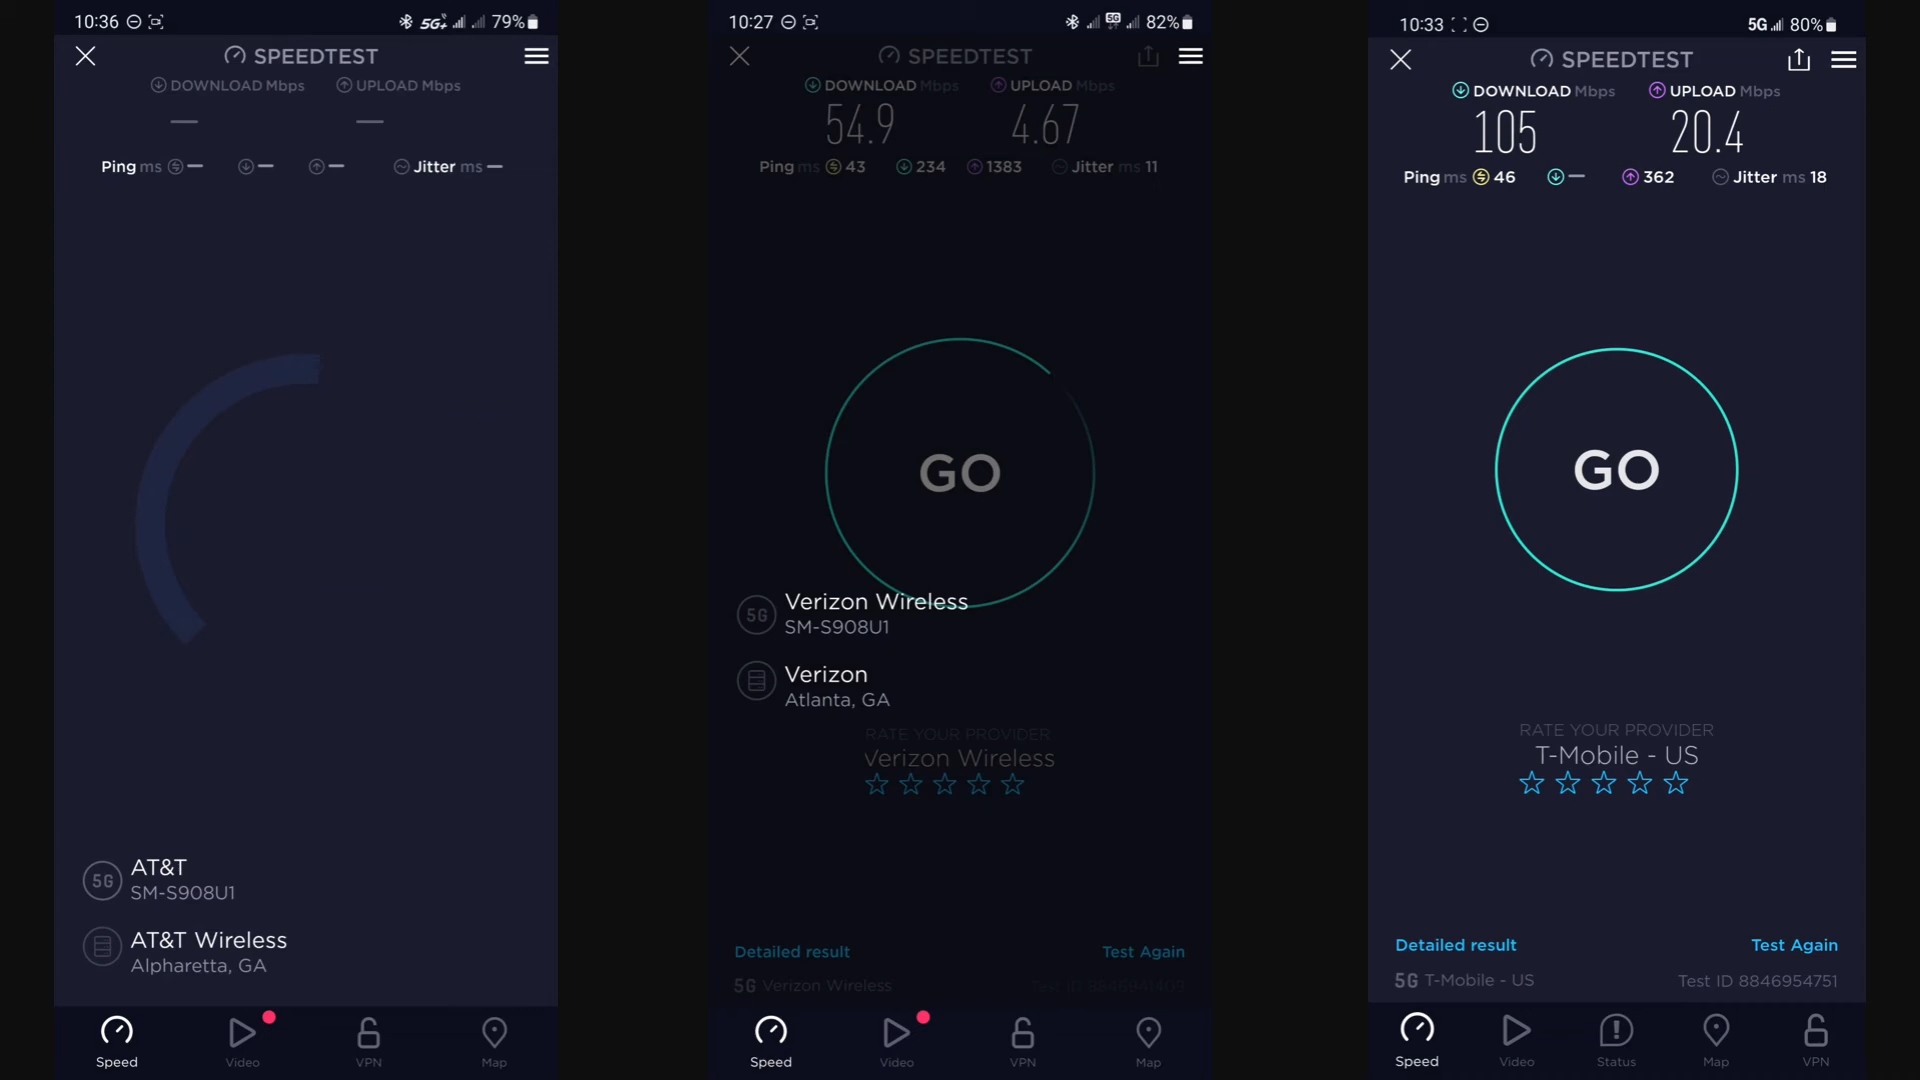 10:36 5G+ 79%
SPEEDTEST
DOWNLOAD Mbps UPLOAD Mbps
— —
Ping ms — — — Jitter ms —
5G AT&T
SM-S908U1
AT&T Wireless
Alpharetta, GA
Speed Video VPN Map
10:27 5G 82%
SPEEDTEST
DOWNLOAD Mbps UPLOAD Mbps
54.9 4.67
Ping ms 43 234 1383 Jitter ms 11
GO
5G Verizon Wireless
SM-S908U1
Verizon
Atlanta, GA
RATE YOUR PROVIDER
Verizon Wireless
Detailed result Test Again
5G Verizon Wireless Test ID
Speed Video VPN Map
10:33 5G 80%
SPEEDTEST
DOWNLOAD Mbps UPLOAD Mbps
105 20.4
Ping ms 46 — 362 Jitter ms 18
GO
RATE YOUR PROVIDER
T-Mobile - US
Detailed result Test Again
5G T-Mobile - US Test ID 8846954751
Speed Video Status Map VPN